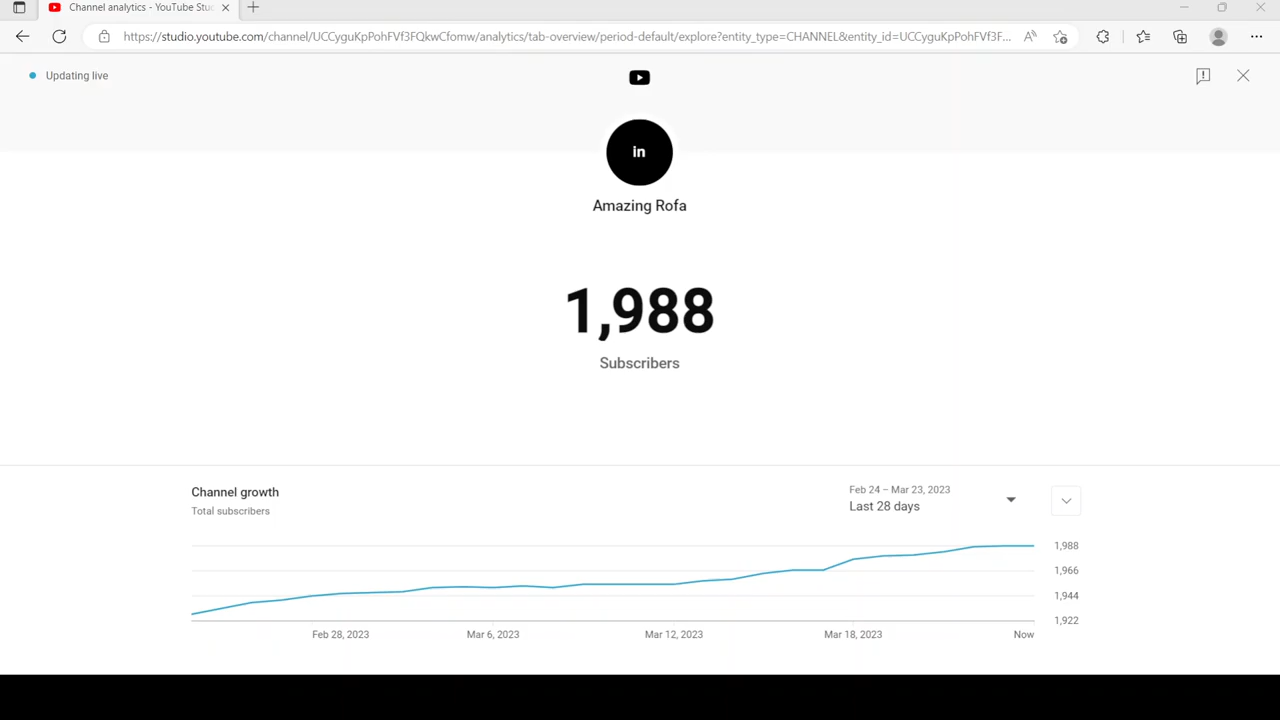 Channel analytics - YouTube Stu
https://studio.youtube.com/channel/UCCyguKpPohFVf3FQkwCfomw/analytics/tab-overview/period-default/explore?entity_type=CHANNEL&entity_id=UCCyguKpPohFVf3F...
Updating live
in
Amazing Rofa
1,988
Subscribers
Channel growth
Total subscribers
Feb 24 – Mar 23, 2023
Last 28 days
1,988
1,966
1,944
1,922
Feb 28, 2023
Mar 6, 2023
Mar 12, 2023
Mar 18, 2023
Now